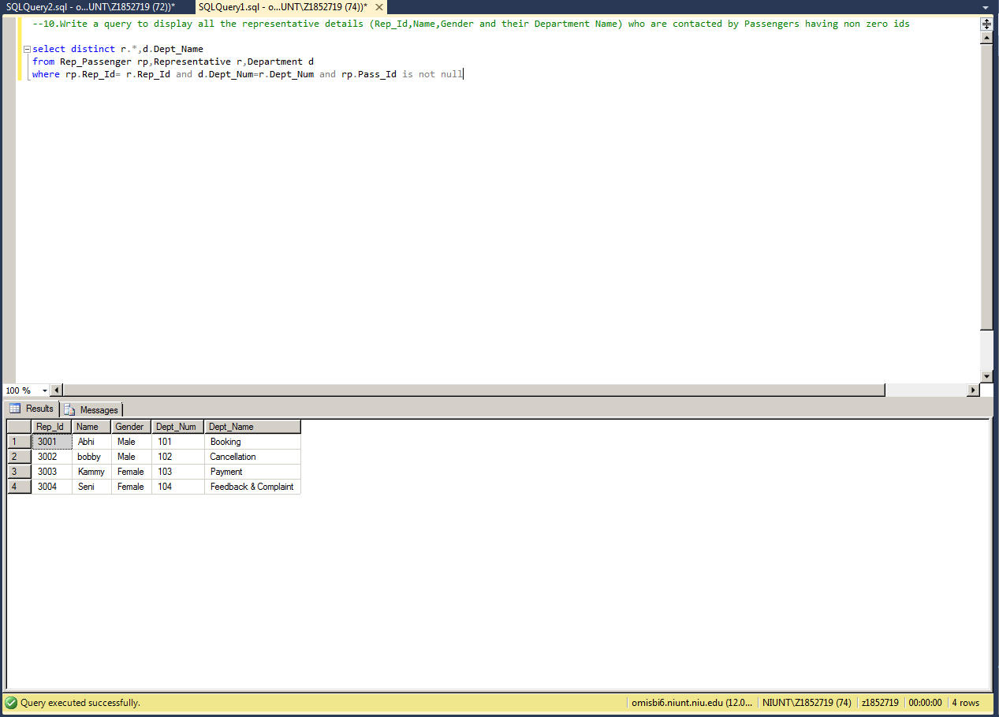 SQLQuery2.sql - o...UNT\Z1852719 (72))*
SQLQuery1.sql - o...UNT\Z1852719 (74))*
--10.Write a query to display all the representative details (Rep_Id,Name,Gender and their Department Name) who are contacted by Passengers having non zero ids
select distinct r.*,d.Dept_Name
from Rep_Passenger rp,Representative r,Department d
where rp.Rep_Id= r.Rep_Id and d.Dept_Num=r.Dept_Num and rp.Pass_Id is not null
100 %
Results Messages
Rep_Id Name Gender Dept_Num Dept_Name
1 3001 Abhi Male 101 Booking
2 3002 bobby Male 102 Cancellation
3 3003 Kammy Female 103 Payment
4 3004 Seni Female 104 Feedback & Complaint
Query executed successfully.
omisbi6.niunt.niu.edu (12.0... NIUNT\Z1852719 (74) z1852719 00:00:00 4 rows